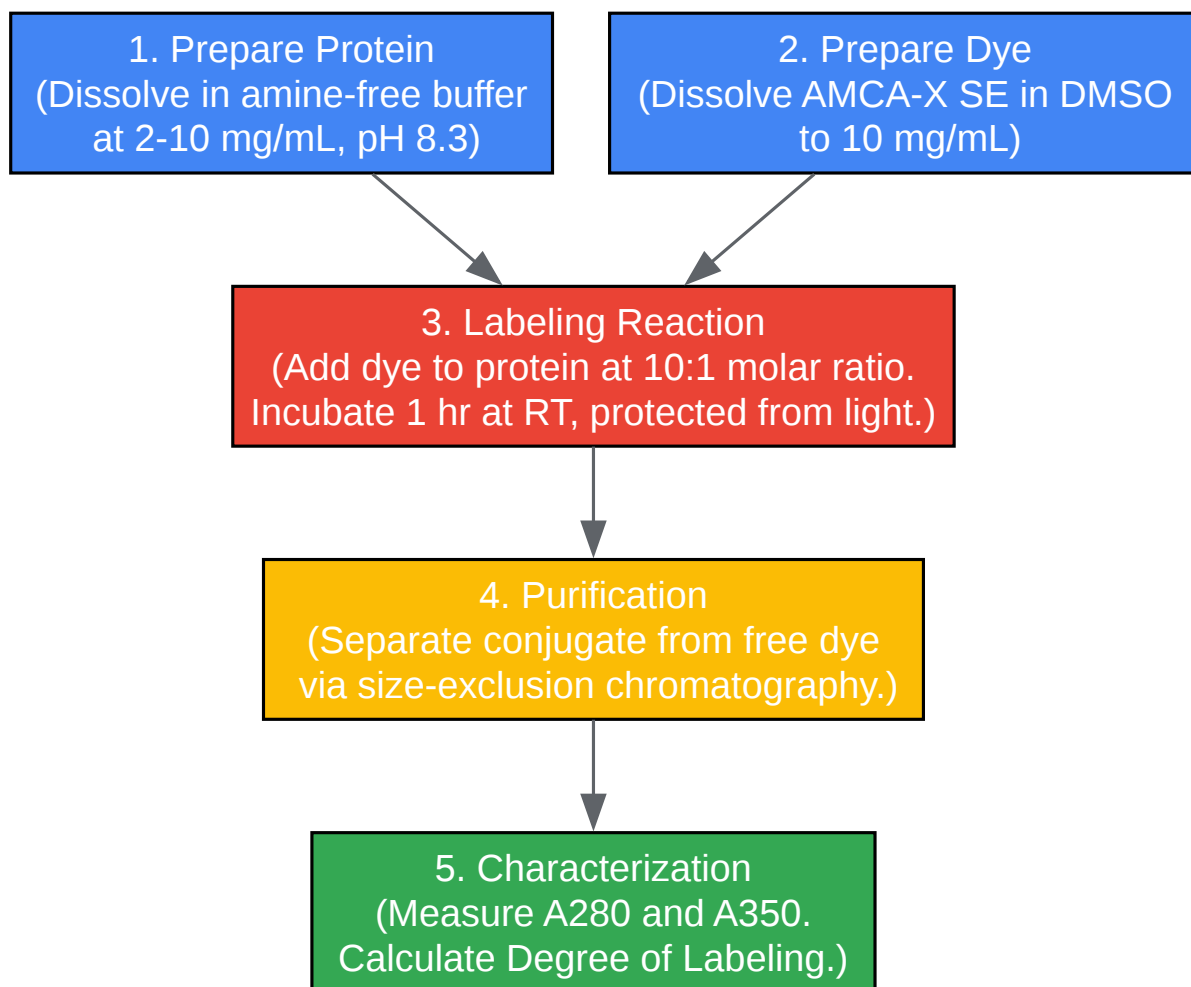 1. Prepare Protein
(Dissolve in amine-free buffer
at 2-10 mg/mL, pH 8.3)
2. Prepare Dye
(Dissolve AMCA-X SE in DMSO
to 10 mg/mL)
3. Labeling Reaction
(Add dye to protein at 10:1 molar ratio.
Incubate 1 hr at RT, protected from light.)
4. Purification
(Separate conjugate from free dye
via size-exclusion chromatography.)
5. Characterization
(Measure A280 and A350.
Calculate Degree of Labeling.)